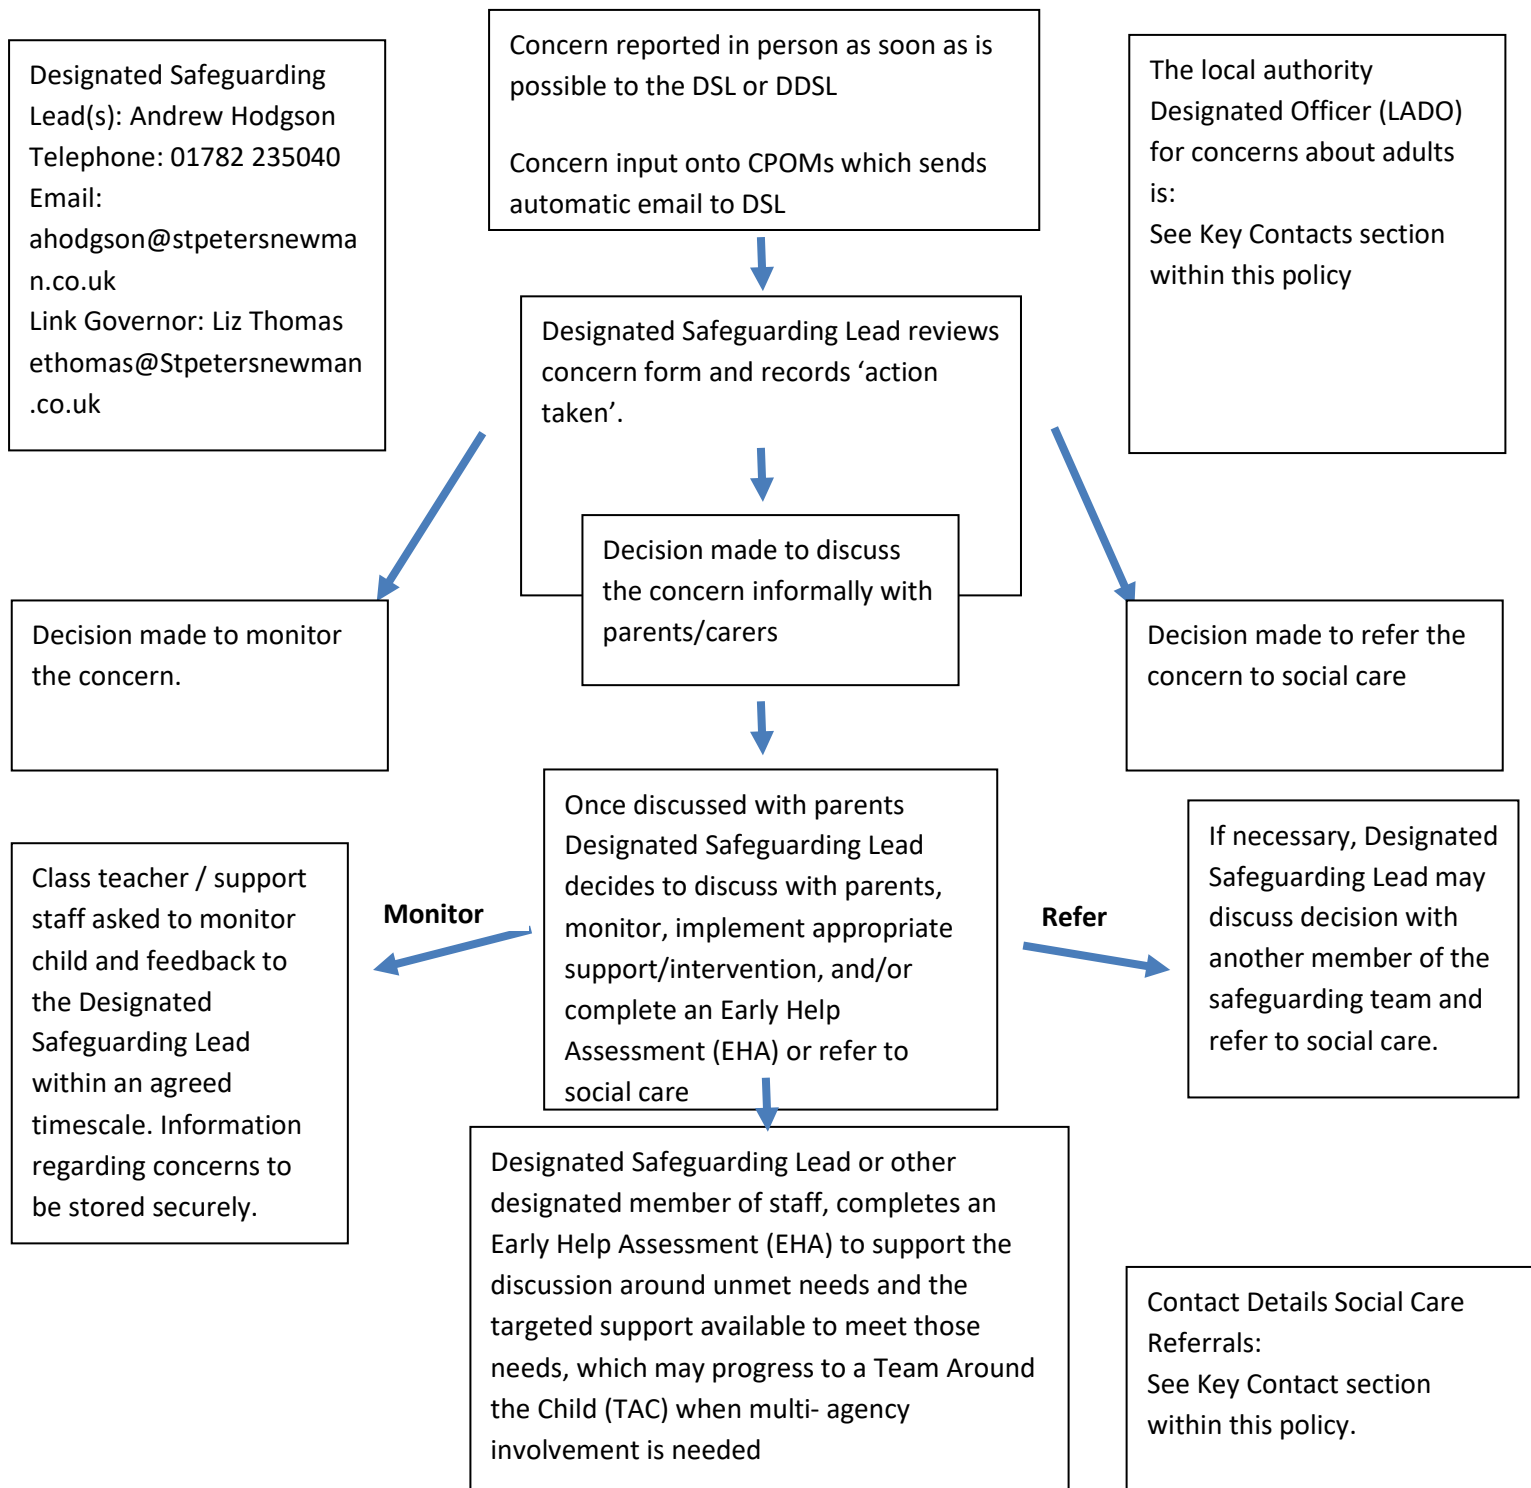 Designated Safeguarding
Lead(s): Andrew Hodgson
Telephone: 01782 235040
Email:
ahodgson@stpetersnewma
n.co.uk
Link Governor: Liz Thomas
ethomas@Stpetersnewman
.co.uk
Concern reported in person as soon as is
possible to the DSL or DDSL
Concern input onto CPOMs which sends
automatic email to DSL
The local authority
Designated Officer (LADO)
for concerns about adults
is:
See Key Contacts section
within this policy
Designated Safeguarding Lead reviews
concern form and records ‘action
taken’.
Decision made to monitor
the concern.
Decision made to discuss
the concern informally with
parents/carers
Decision made to refer the
concern to social care
Class teacher / support
staff asked to monitor
child and feedback to
the Designated
Safeguarding Lead
within an agreed
timescale. Information
regarding concerns to
be stored securely.
Monitor
Once discussed with parents
Designated Safeguarding Lead
decides to discuss with parents,
monitor, implement appropriate
support/intervention, and/or
complete an Early Help
Assessment (EHA) or refer to
social care
Refer
If necessary, Designated
Safeguarding Lead may
discuss decision with
another member of the
safeguarding team and
refer to social care.
Designated Safeguarding Lead or other
designated member of staff, completes an
Early Help Assessment (EHA) to support the
discussion around unmet needs and the
targeted support available to meet those
needs, which may progress to a Team Around
the Child (TAC) when multi- agency
involvement is needed
Contact Details Social Care
Referrals:
See Key Contact section
within this policy.